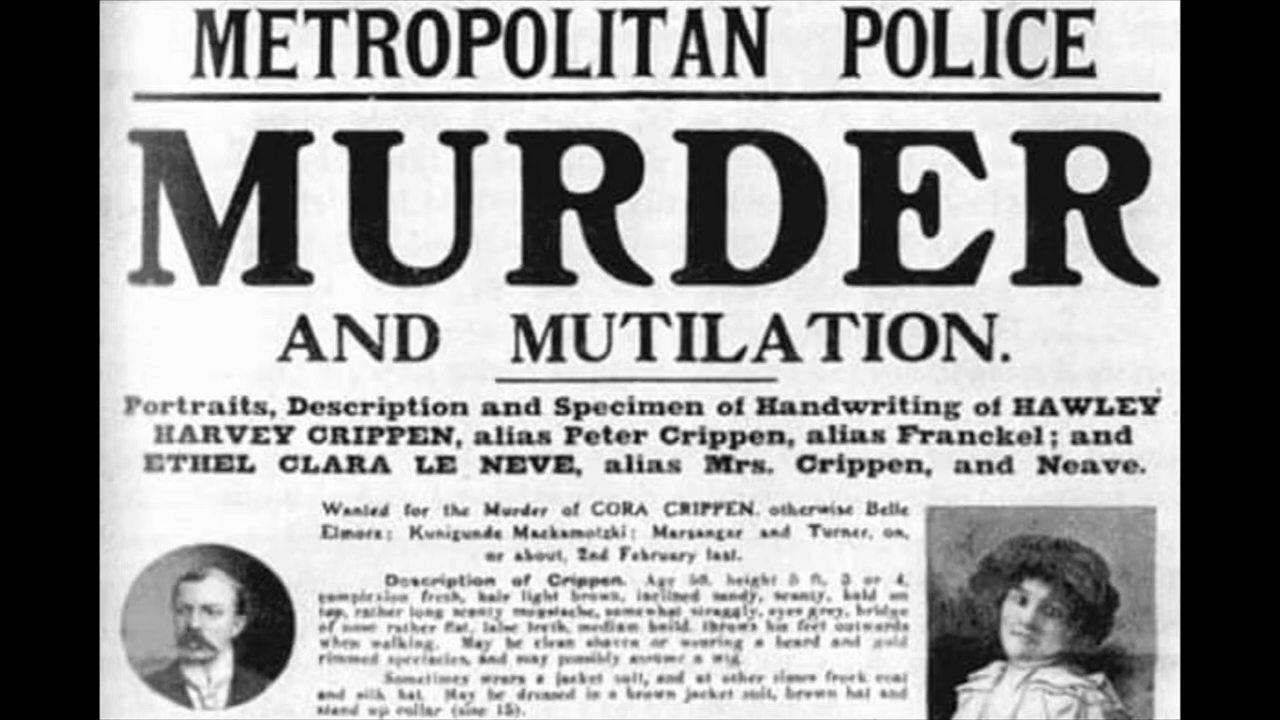 METROPOLITAN POLICE
MURDER
AND MUTILATION.
Portraits, Description and Specimen of Handwriting of HAWLEY
HARVEY CRIPPEN, alias Peter Crippen, alias Franckel; and
ETHEL CLARA LE NEVE, alias Mrs. Crippen, and Neave.
Wanted for the Murder of CORA CRIPPEN, otherwise Belle
Elmore; Kunigunde Mackamotzki; Marsangar and Turner, on,
or about, 2nd February last.
Description of Crippen. Age 50, height 5 ft. 3 or 4,
complexion fresh, hair light brown, inclined sandy, scanty, bald on
top, rather long scanty moustache, somewhat straggly, eyes grey, bridge
of nose rather flat, false teeth, medium build, throws his feet outwards
when walking. May be clean shaven or wearing a beard and gold
rimmed spectacles, and may possibly assume a wig.
Sometimes wears a jacket suit, and at other times frock coat
and silk hat. May be dressed in a brown jacket suit, brown hat and
stand up collar (size 15).